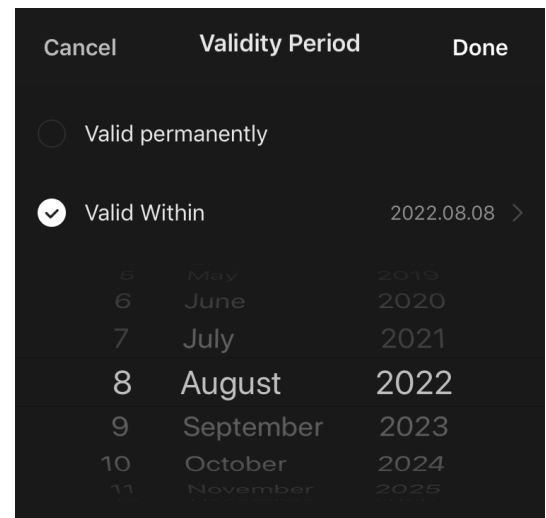 Cancel Validity Period Done
Valid permanently
Valid Within 2022.08.08
5 May 2019
6 June 2020
7 July 2021
8 August 2022
9 September 2023
10 October 2024
11 November 2025